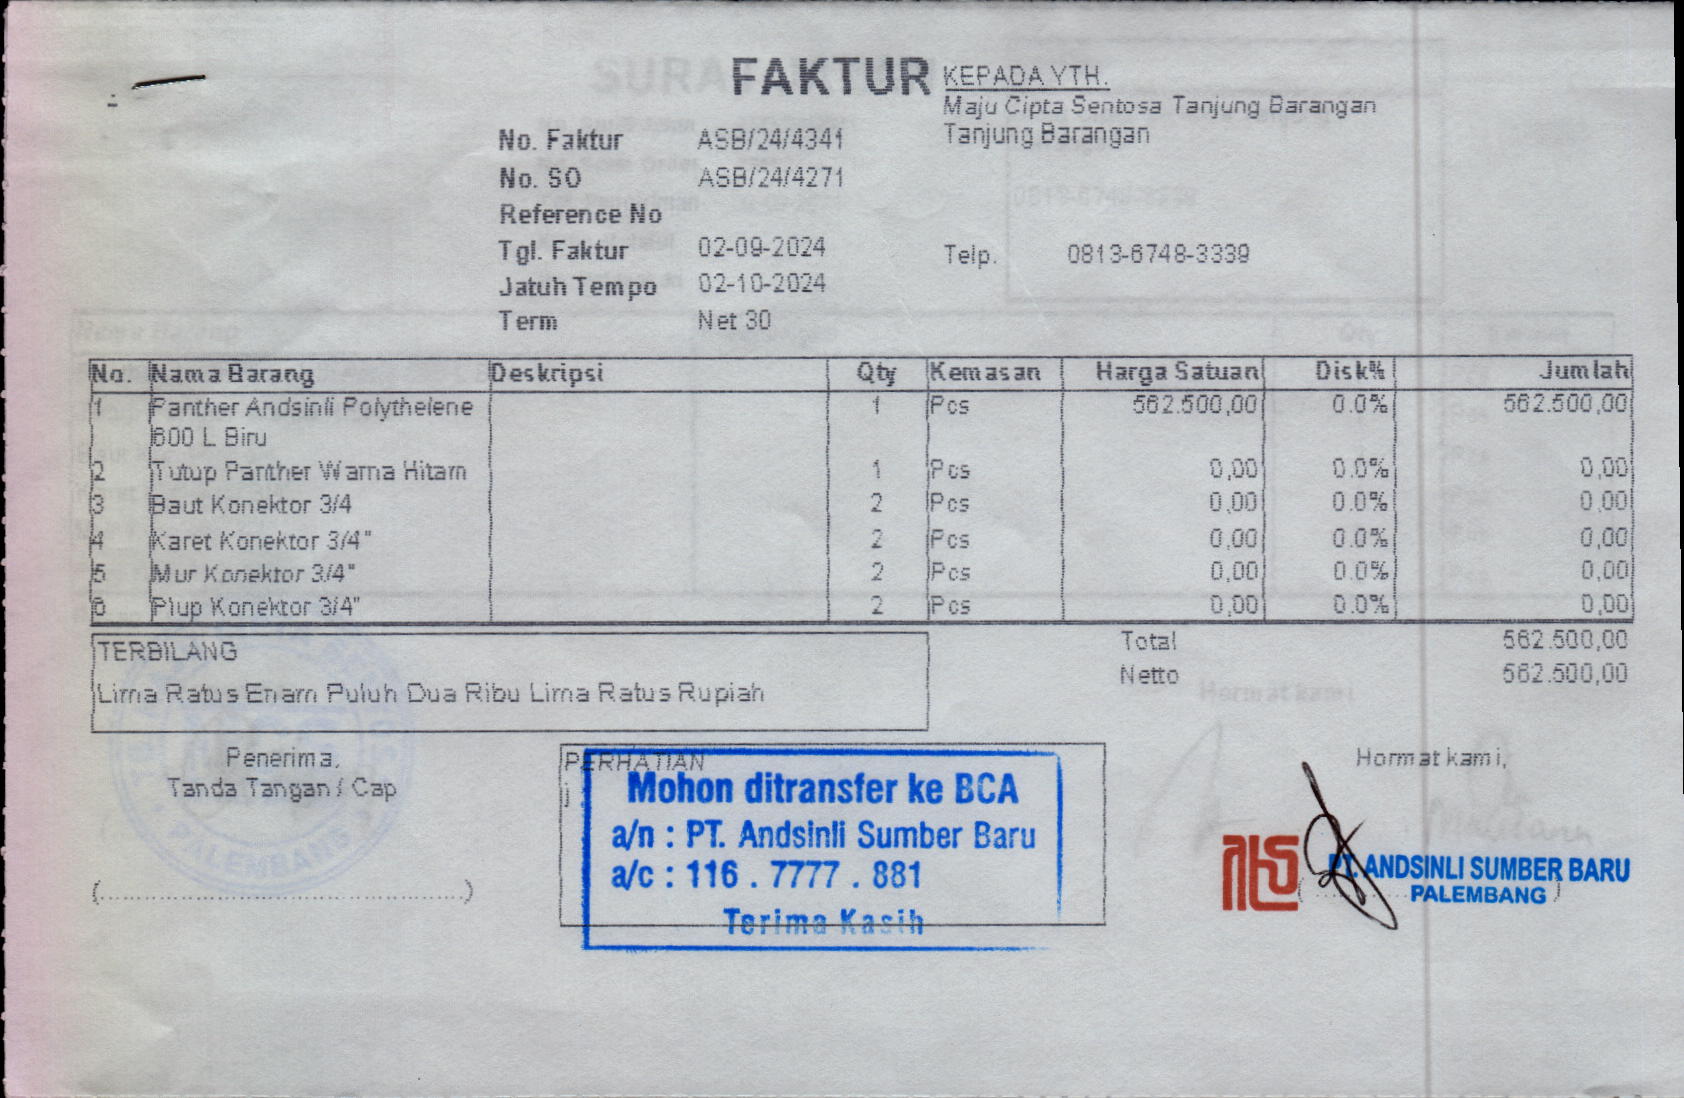 FAKTUR
KEPADA YTH.
Maju Cipta Sentosa Tanjung Barangan
Tanjung Barangan
No. Faktur ASB/24/4341
No. SO ASB/24/4271
Reference No
Tgl. Faktur 02-09-2024
Telp. 0813-6748-3339
Jatuh Tempo 02-10-2024
Term Net 30
No. Nama Barang Deskripsi Qty Kemasan Harga Satuan Disk% Jumlah
1 Panther Andsinli Polythelene 1 Pcs 562.500,00 0.0% 562.500,00
600 L Biru
2 Tutup Panther Warna Hitam 1 Pcs 0,00 0.0% 0,00
3 Baut Konektor 3/4 2 Pcs 0,00 0.0% 0,00
4 Karet Konektor 3/4" 2 Pcs 0,00 0.0% 0,00
5 Mur Konektor 3/4" 2 Pcs 0,00 0.0% 0,00
6 Plup Konektor 3/4" 2 Pcs 0,00 0.0% 0,00
TERBILANG
Lima Ratus Enam Puluh Dua Ribu Lima Ratus Rupiah
Total 562.500,00
Netto 562.500,00
Penerima,
Tanda Tangan / Cap
(..............................)
PERHATIAN
j
Mohon ditransfer ke BCA
a/n : PT. Andsinli Sumber Baru
a/c : 116 . 7777 . 881
Terima Kasih
Hormat kami,
PT. ANDSINLI SUMBER BARU
PALEMBANG
PALEMBANG